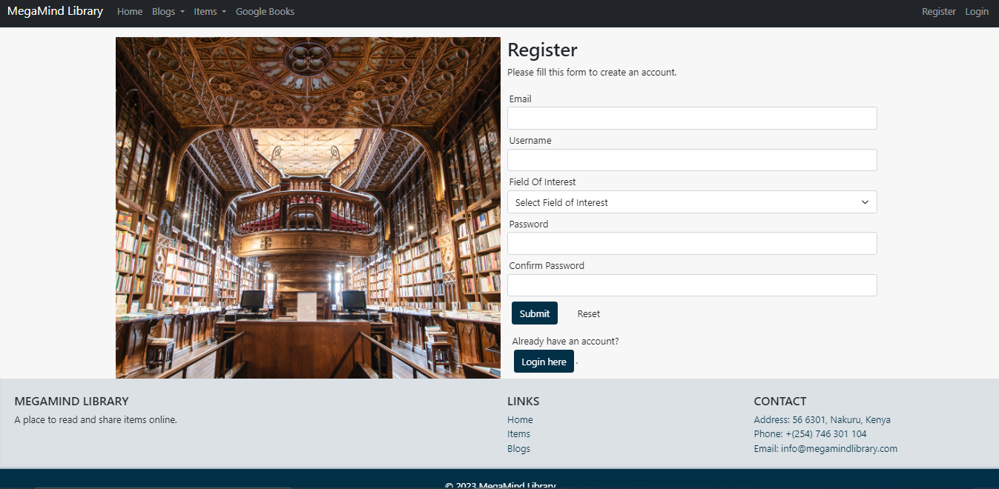 MegaMind Library Home Blogs Items Google Books Register Login
Register
Please fill this form to create an account.
Email
Username
Field Of Interest
Select Field of Interest
Password
Confirm Password
Submit Reset
Already have an account?
Login here .
MEGAMIND LIBRARY
A place to read and share items online.
LINKS
Home
Items
Blogs
CONTACT
Address: 56 6301, Nakuru, Kenya
Phone: +(254) 746 301 104
Email: info@megamindlibrary.com
© 2023 MegaMind Library